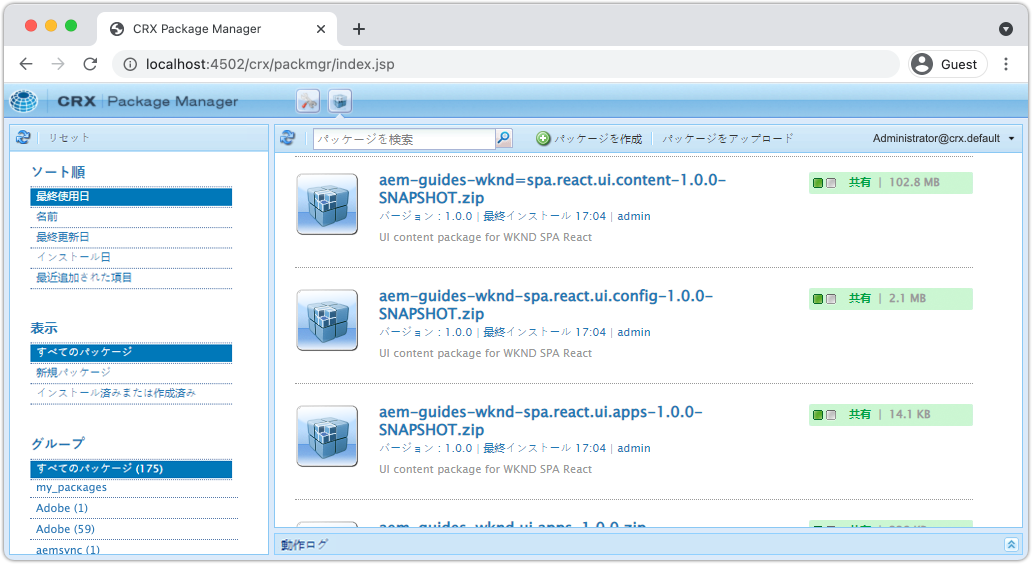 CRX Package Manager
localhost:4502/crx/packmgr/index.jsp
Guest
CRX Package Manager
リセット
パッケージを検索
パッケージを作成
パッケージをアップロード
Administrator@crx.default
ソート順
最終使用日
名前
最終更新日
インストール日
最近追加された項目
表示
すべてのパッケージ
新規パッケージ
インストール済みまたは作成済み
グループ
すべてのパッケージ (175)
my_packages
Adobe (1)
Adobe (59)
aemsync (1)
aem-guides-wknd=spa.react.ui.content-1.0.0-
SNAPSHOT.zip
バージョン : 1.0.0 | 最終インストール 17:04 | admin
UI content package for WKND SPA React
共有 | 102.8 MB
aem-guides-wknd-spa.react.ui.config-1.0.0-
SNAPSHOT.zip
バージョン : 1.0.0 | 最終インストール 17:04 | admin
UI content package for WKND SPA React
共有 | 2.1 MB
aem-guides-wknd-spa.react.ui.apps-1.0.0-
SNAPSHOT.zip
バージョン : 1.0.0 | 最終インストール 17:04 | admin
UI content package for WKND SPA React
共有 | 14.1 KB
aem-guides-wknd.ui.apps-1.0.0.zip
共有
動作ログ